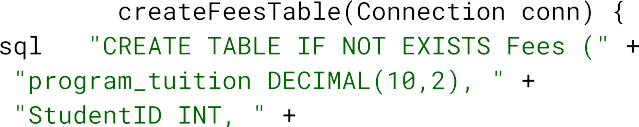 createFeesTable(Connection conn) {
sql "CREATE TABLE IF NOT EXISTS Fees (" +
"program_tuition DECIMAL(10,2), " +
"StudentID INT, " +